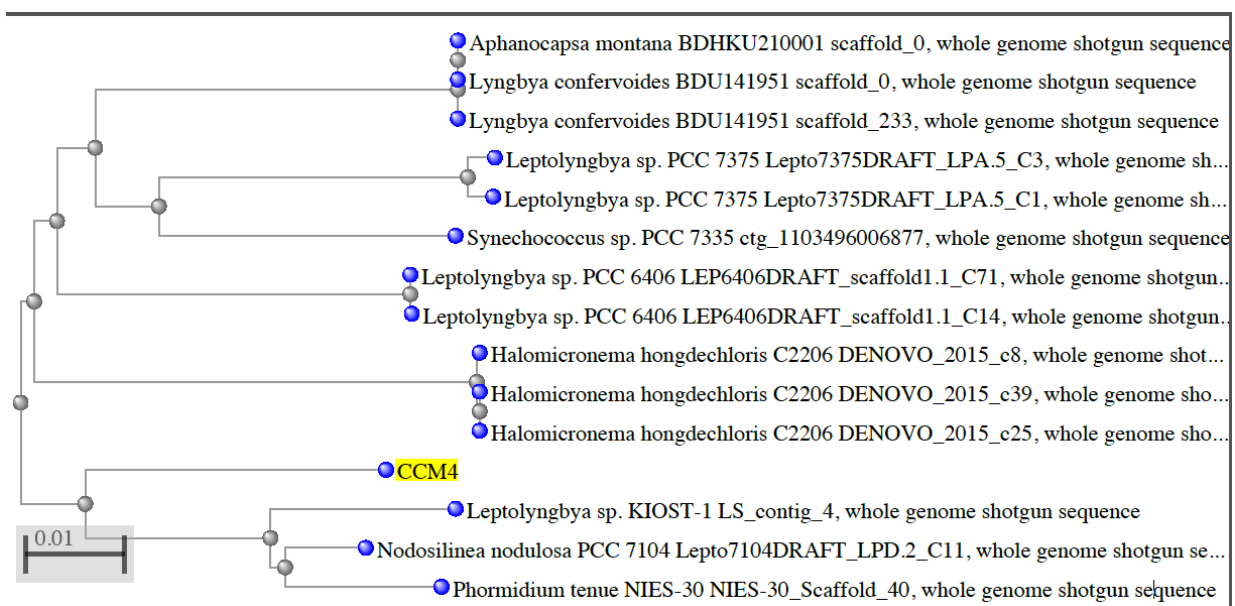 Aphanocapsa montana BDHKU210001 scaffold_0, whole genome shotgun sequence
Lyngbya confervoides BDU141951 scaffold_0, whole genome shotgun sequence
Lyngbya confervoides BDU141951 scaffold_233, whole genome shotgun sequence
Leptolyngbya sp. PCC 7375 Lepto7375DRAFT_LPA.5_C3, whole genome sh...
Leptolyngbya sp. PCC 7375 Lepto7375DRAFT_LPA.5_C1, whole genome sh...
Synechococcus sp. PCC 7335 ctg_1103496006877, whole genome shotgun sequence
Leptolyngbya sp. PCC 6406 LEP6406DRAFT_scaffold1.1_C71, whole genome shotgun...
Leptolyngbya sp. PCC 6406 LEP6406DRAFT_scaffold1.1_C14, whole genome shotgun...
Halomicronema hongdechloris C2206 DENOVO_2015_c8, whole genome shot...
Halomicronema hongdechloris C2206 DENOVO_2015_c39, whole genome sho...
Halomicronema hongdechloris C2206 DENOVO_2015_c25, whole genome sho...
CCM4
Leptolyngbya sp. KIOST-1 LS_contig_4, whole genome shotgun sequence
0.01
Nodosilinea nodulosa PCC 7104 Lepto7104DRAFT_LPD.2_C11, whole genome shotgun se...
Phormidium tenue NIES-30 NIES-30_Scaffold_40, whole genome shotgun sequence